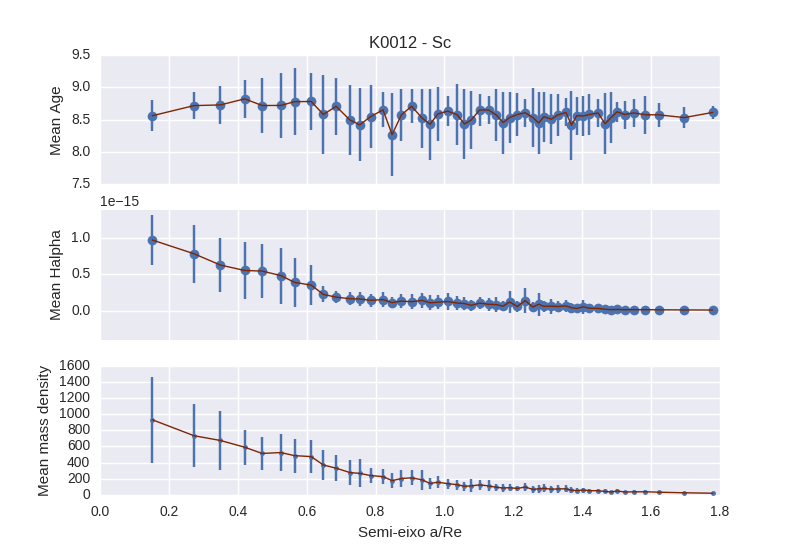 K0012 - Sc
9.5
9.0
8.5
8.0
7.5
Mean Age
1e−15
1.0
0.5
0.0
Mean Halpha
1600
1400
1200
1000
800
600
400
200
0
Mean mass density
0.0 0.2 0.4 0.6 0.8 1.0 1.2 1.4 1.6 1.8
Semi-eixo a/Re